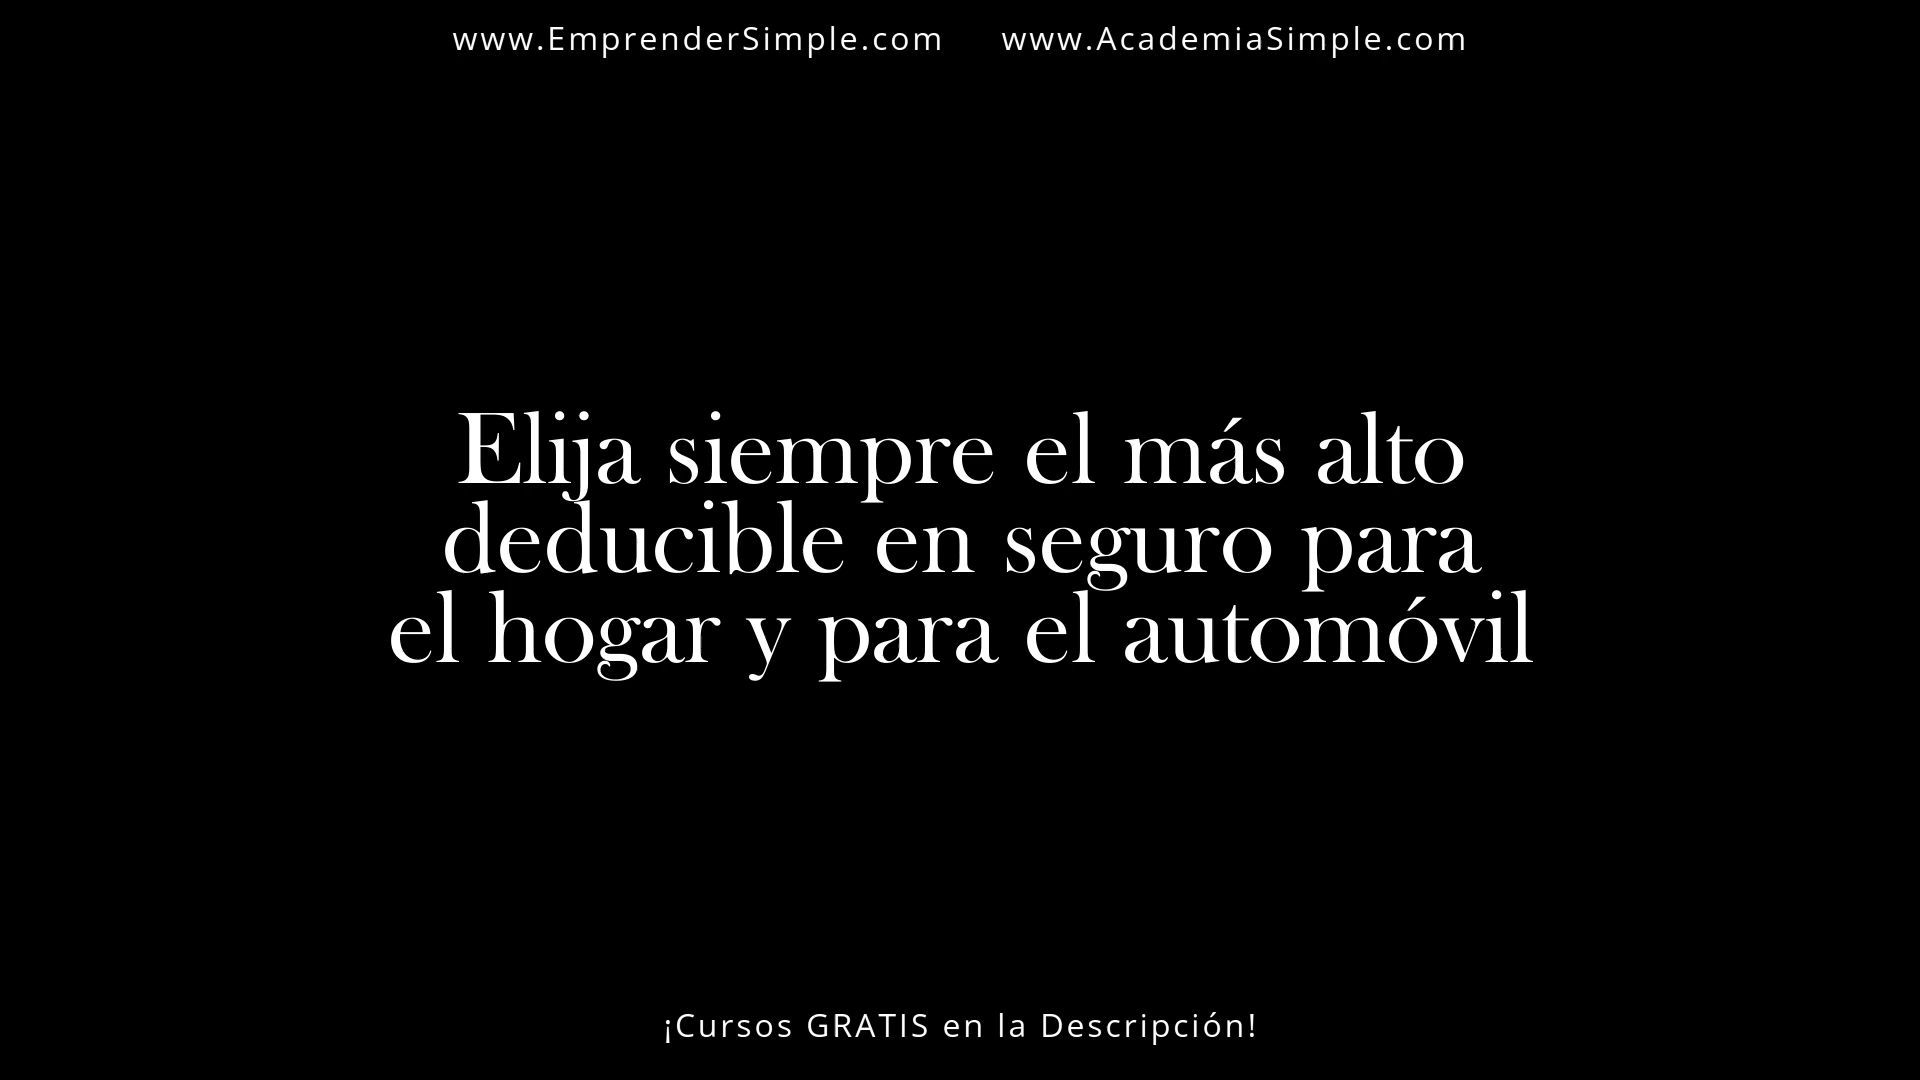 www.EmprenderSimple.com www.AcademiaSimple.com
Elija siempre el más alto
deducible en seguro para
el hogar y para el automóvil
¡Cursos GRATIS en la Descripción!